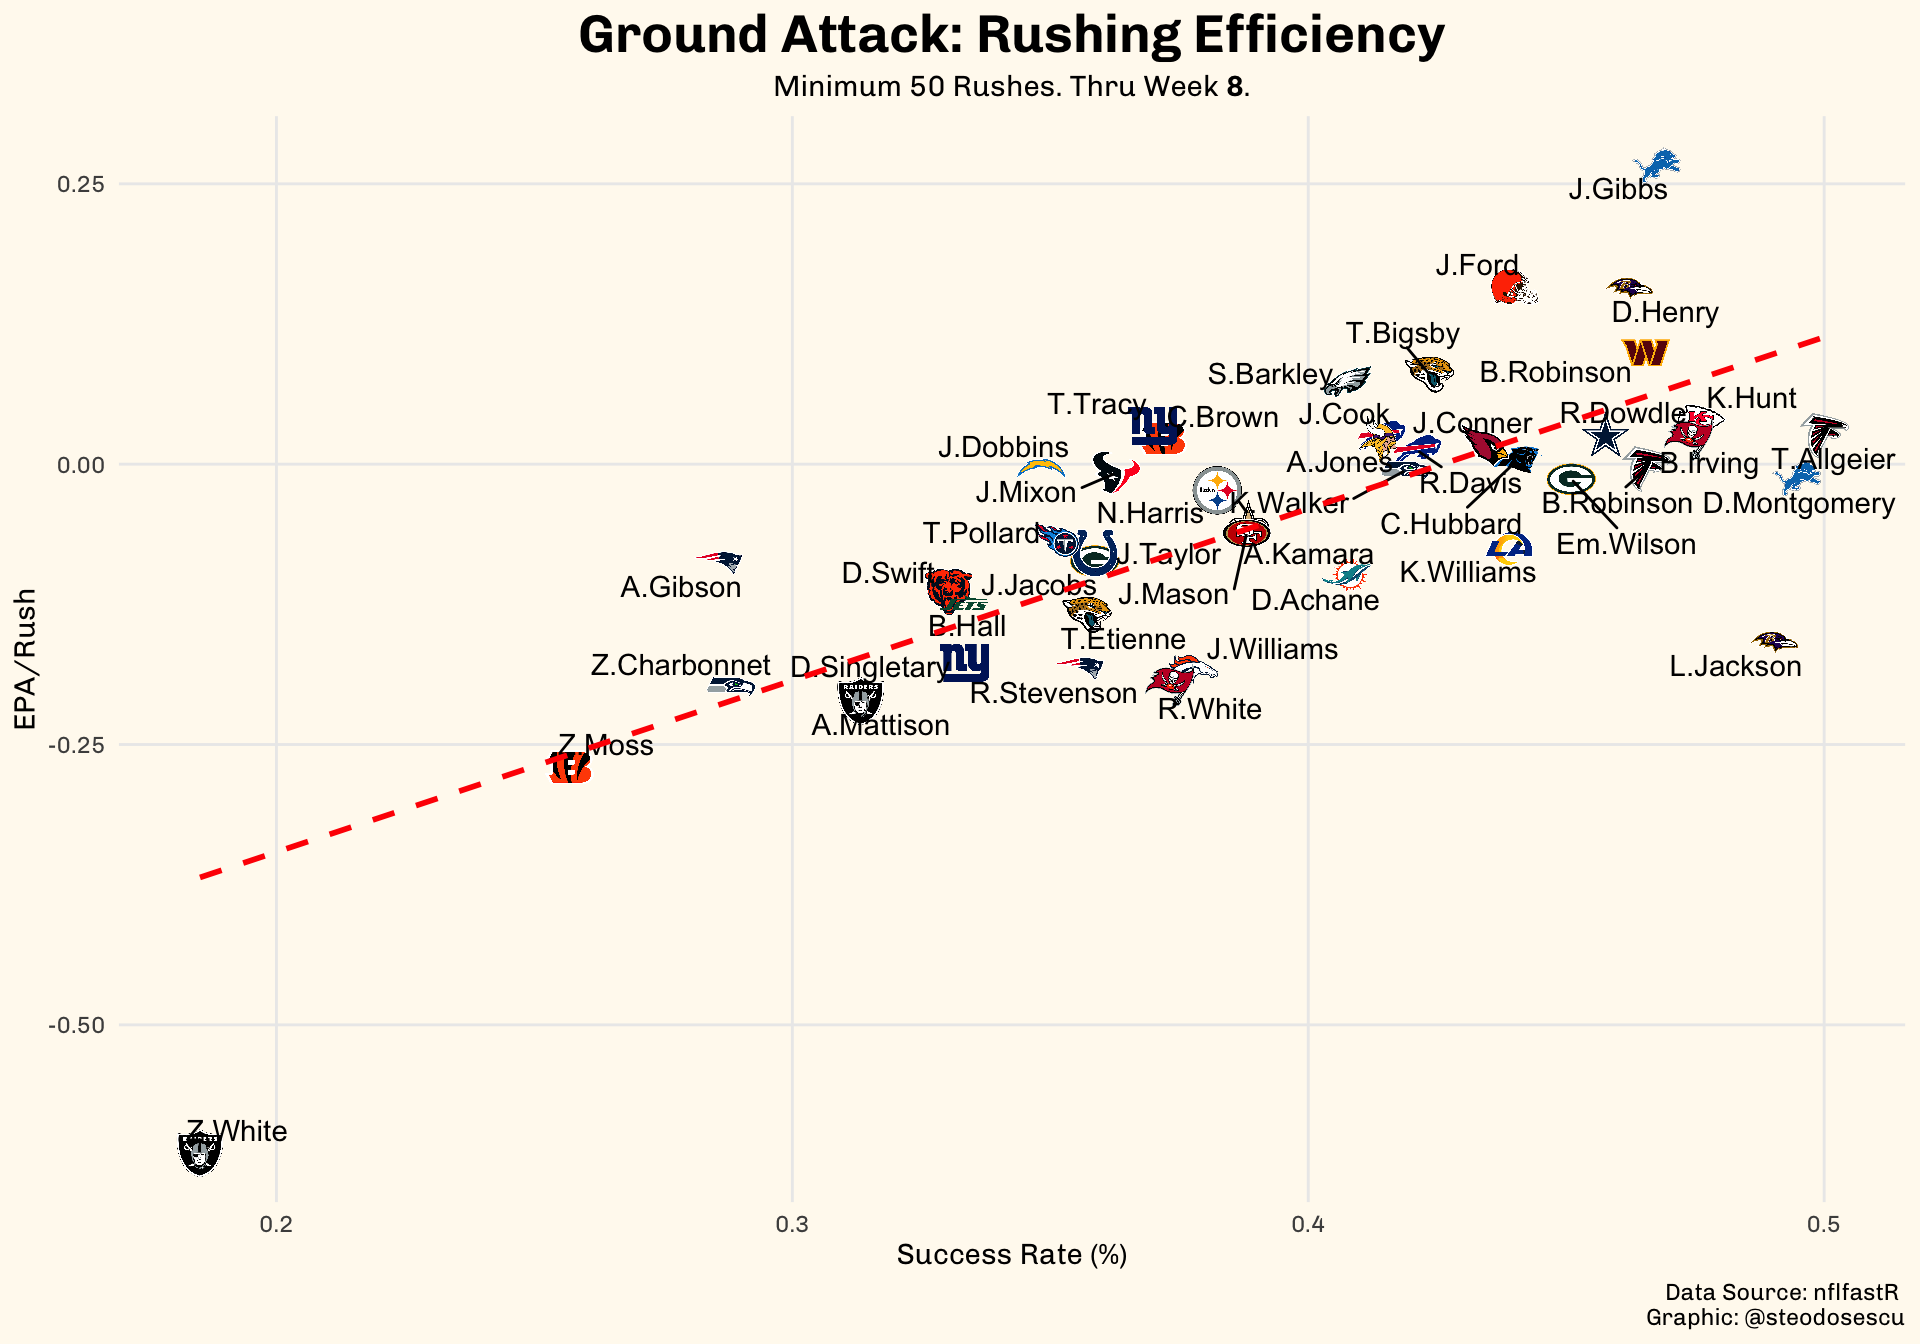 Ground Attack: Rushing Efficiency
Minimum 50 Rushes. Thru Week 8.
EPA/Rush
0.25
0.00
-0.25
-0.50
J.Gibbs
J.Ford
D.Henry
T.Bigsby
S.Barkley
B.Robinson
K.Hunt
T.Tracy
C.Brown
J.Cook
J.Conner
R.Dowdle
J.Dobbins
A.Jones
B.Irving
T.Allgeier
J.Mixon
R.Davis
N.Harris
K.Walker
B.Robinson
D.Montgomery
C.Hubbard
T.Pollard
Em.Wilson
J.Taylor
A.Kamara
K.Williams
A.Gibson
D.Swift
J.Jacobs
J.Mason
D.Achane
JETS
B.Hall
T.Etienne
J.Williams
Z.Charbonnet
D.Singletary
L.Jackson
R.Stevenson
RAIDERS
R.White
A.Mattison
Z.Moss
Z.White
ny
ny
0.2
0.3
0.4
0.5
Success Rate (%)
Data Source: nflfastR
Graphic: @steodosescu